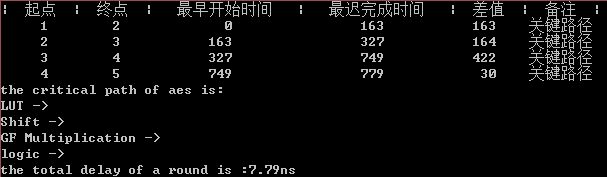 ¦ 起点 ¦ 终点 ¦ 最早开始时间 ¦ 最迟完成时间 ¦ 差值 ¦ 备注 ¦
1 2 0 163 163 关键路径
2 3 163 327 164 关键路径
3 4 327 749 422 关键路径
4 5 749 779 30 关键路径
the critical path of aes is:
LUT ->
Shift ->
GF Multiplication ->
logic ->
the total delay of a round is :7.79ns